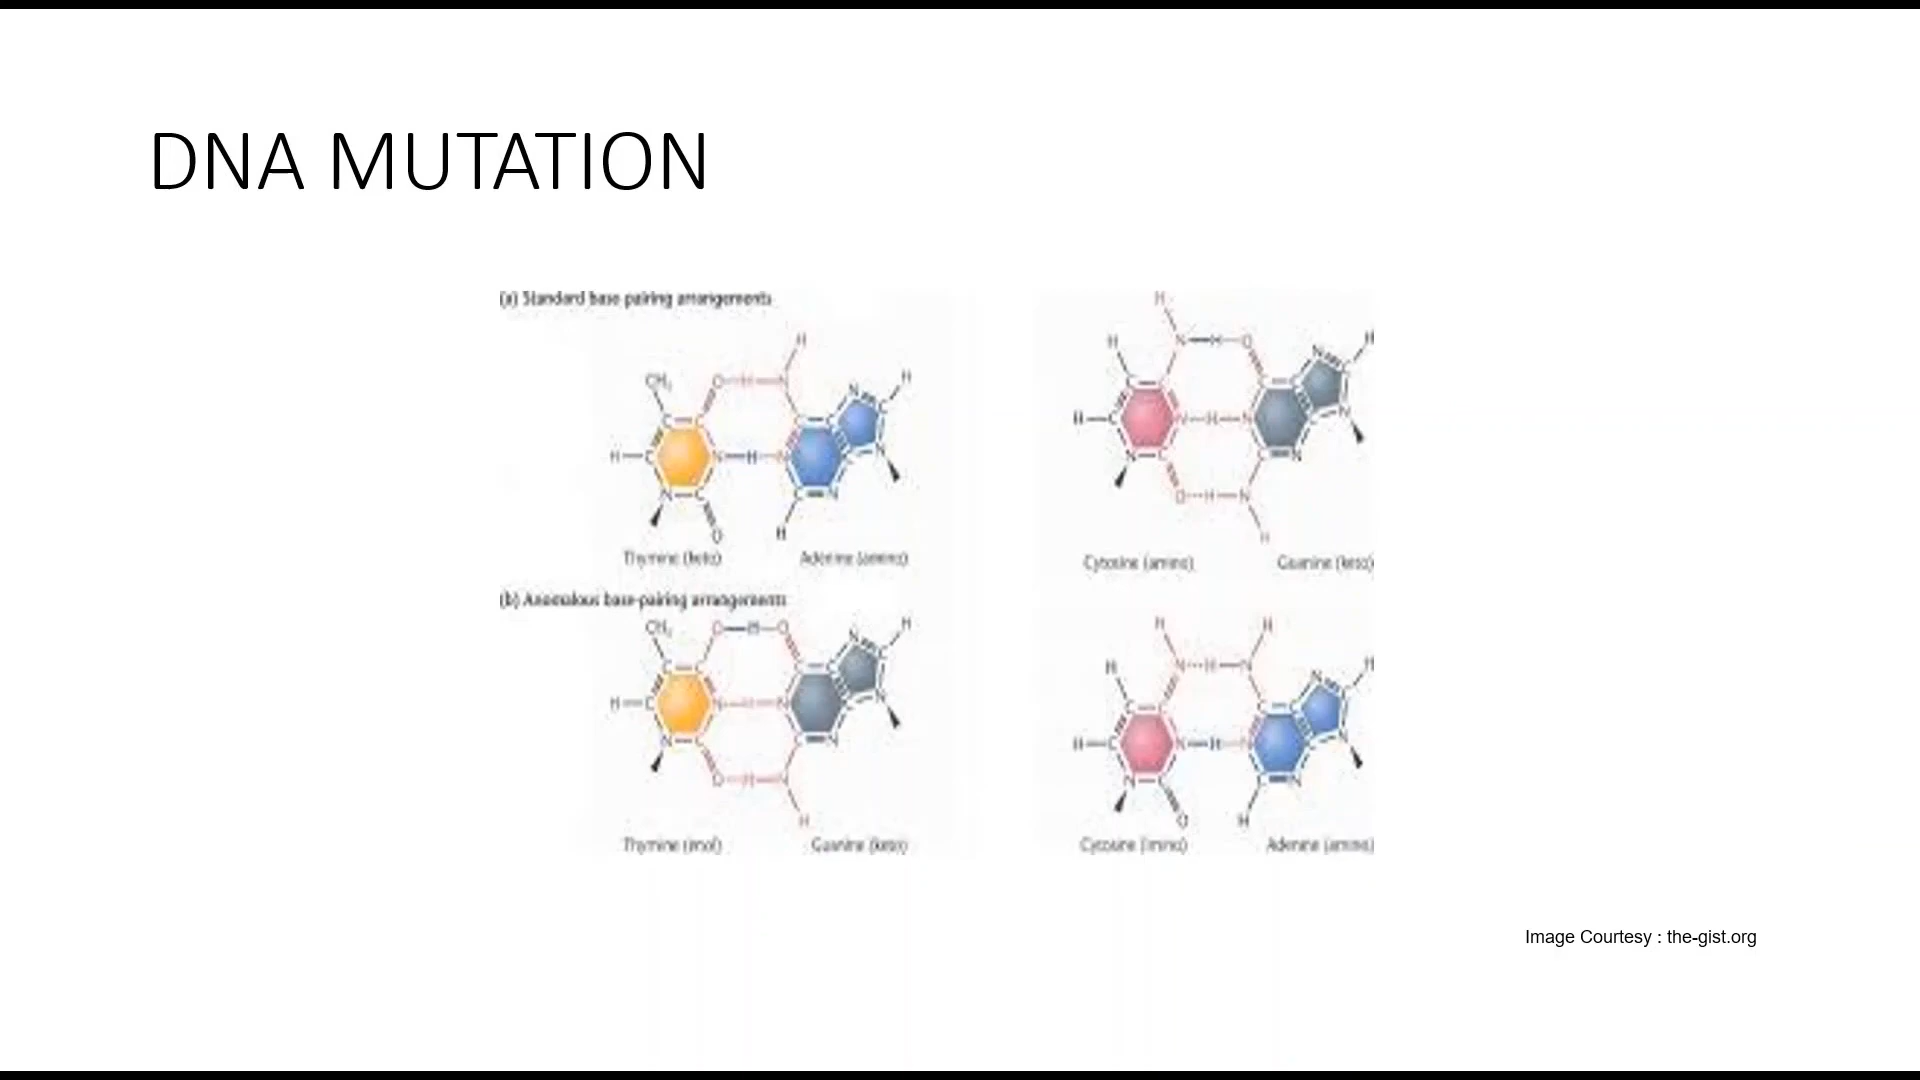 DNA MUTATION
(a) Standard base pairing arrangements
Thymine (keto) Adenine (amino)
Cytosine (amino) Guanine (keto)
(b) Anomalous base-pairing arrangements
Thymine (enol) Guanine (keto)
Cytosine (imino) Adenine (amino)
Image Courtesy : the-gist.org